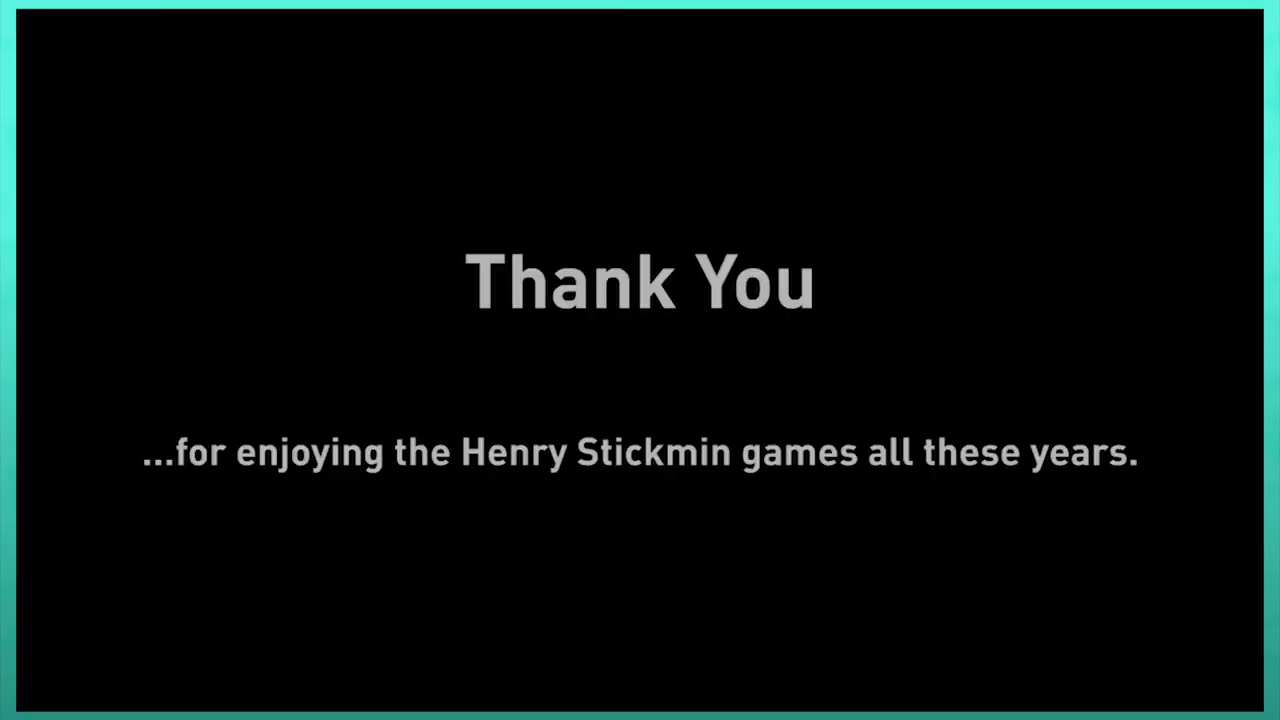 Thank You
...for enjoying the Henry Stickmin games all these years.